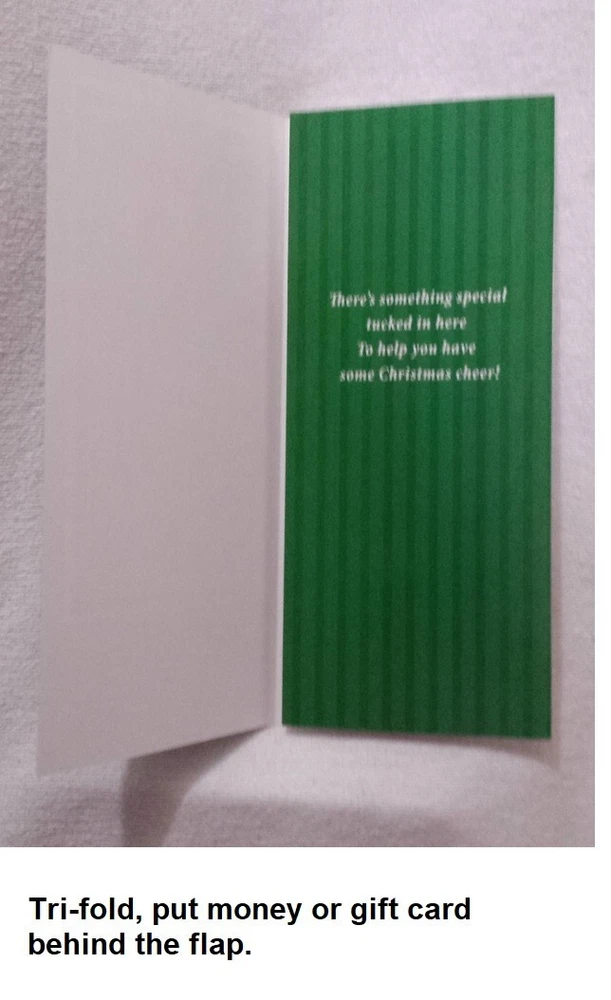 There's something special
tucked in here
To help you have
some Christmas cheer!
Tri-fold, put money or gift card
behind the flap.